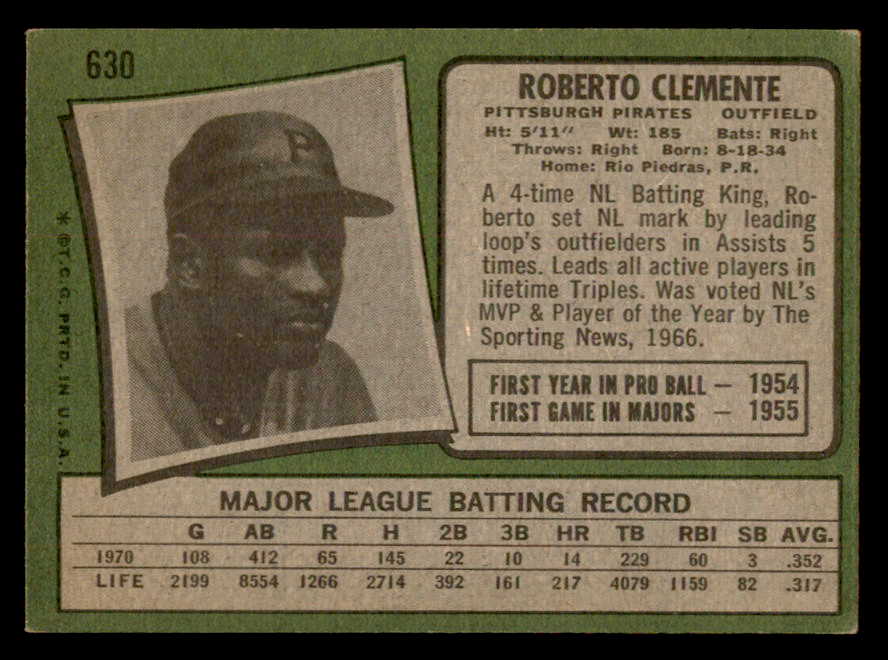 630
ROBERTO CLEMENTE
PITTSBURGH PIRATES OUTFIELD
Ht: 5'11" Wt: 185 Bats: Right
Throws: Right Born: 8-18-34
Home: Rio Piedras, P.R.
A 4-time NL Batting King, Ro-
berto set NL mark by leading
loop's outfielders in Assists 5
times. Leads all active players in
lifetime Triples. Was voted NL's
MVP & Player of the Year by The
Sporting News, 1966.
FIRST YEAR IN PRO BALL — 1954
FIRST GAME IN MAJORS — 1955
P
* ©T.C.G. PRTD. IN U.S.A.
MAJOR LEAGUE BATTING RECORD
G AB R H 2B 3B HR TB RBI SB AVG.
1970 108 412 65 145 22 10 14 229 60 3 .352
LIFE 2199 8554 1266 2714 392 161 217 4079 1159 82 .317